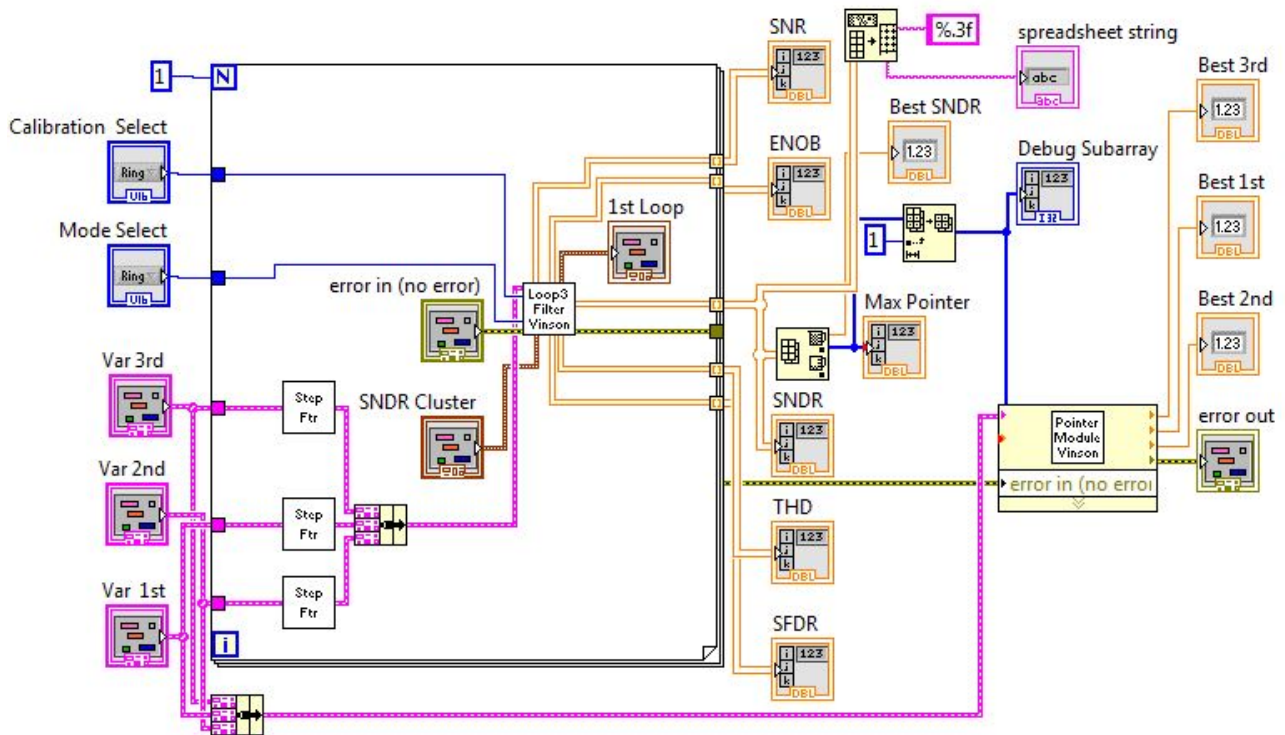 SNR
%.3f
spreadsheet string
Best 3rd
1
N
i
j
k
123
DBL
abc
abc
1.23
DBL
Calibration Select
Best SNDR
Ring
U16
ENOB
1.23
DBL
Debug Subarray
i
j
k
123
DBL
i
j
k
123
I32
Best 1st
1.23
DBL
Mode Select
1st Loop
1
Ring
U16
error in (no error)
Loop3
Filter
Vinson
Max Pointer
Best 2nd
i
j
k
123
DBL
1.23
DBL
Var 3rd
Step
Ftr
SNDR Cluster
SNDR
Pointer
Module
Vinson
error out
i
j
k
123
DBL
Var 2nd
error in (no erro
Step
Ftr
THD
i
j
k
123
DBL
Var 1st
Step
Ftr
SFDR
i
i
j
k
123
DBL